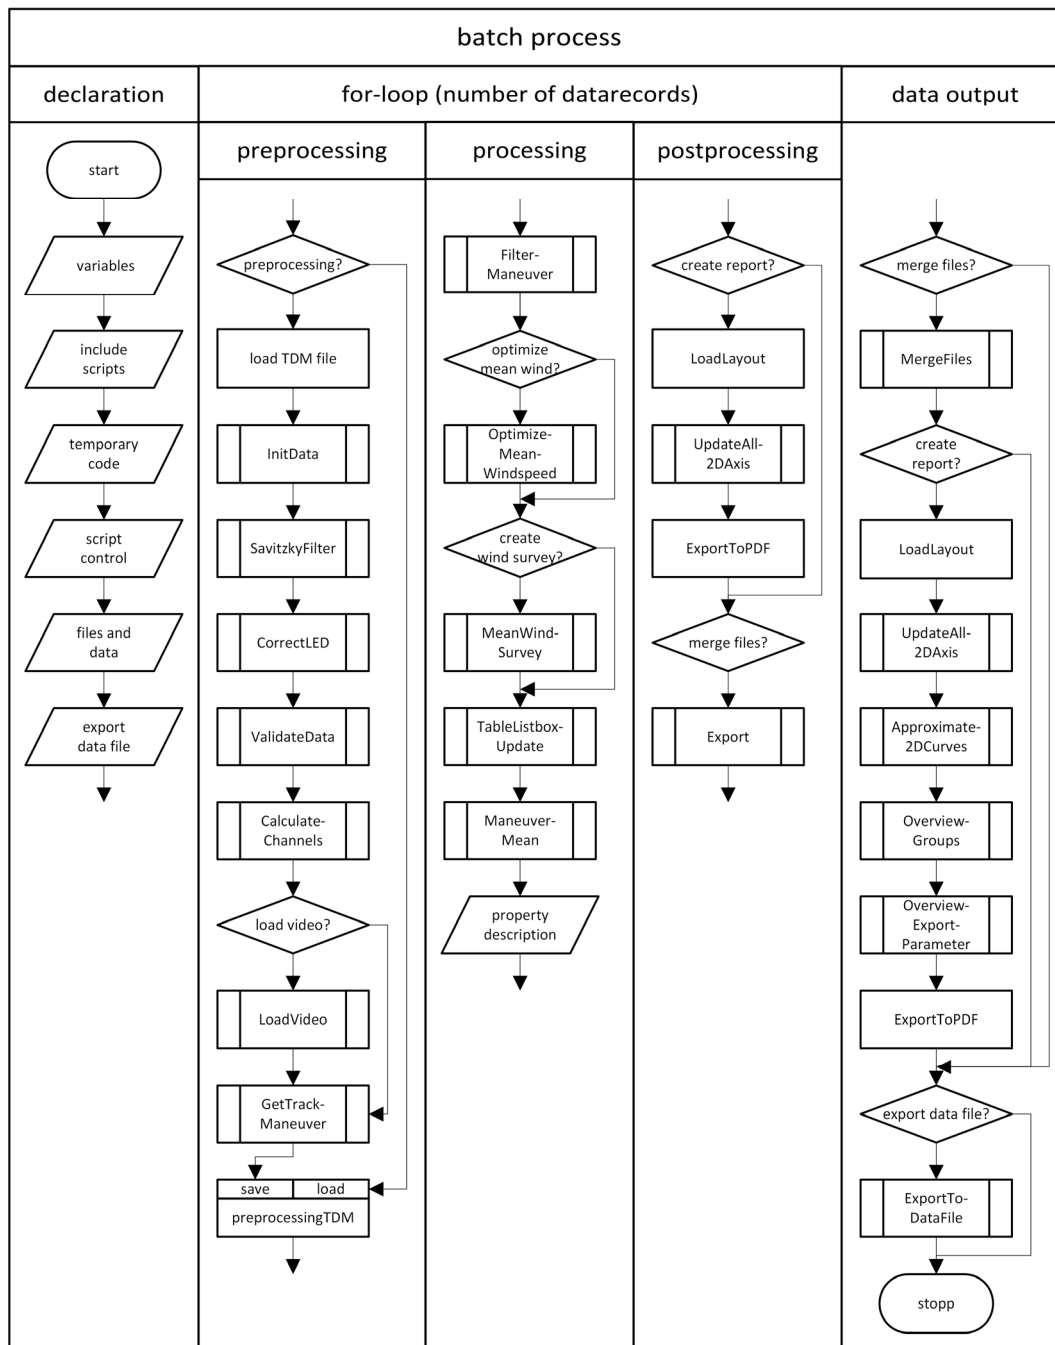 batch process
declaration
for-loop (number of datarecords)
data output
preprocessing
processing
postprocessing
start
variables
include
scripts
temporary
code
script
control
files and
data
export
data file
preprocessing?
load TDM file
InitData
SavitzkyFilter
CorrectLED
ValidateData
Calculate-
Channels
load video?
LoadVideo
GetTrack-
Maneuver
save
load
preprocessingTDM
Filter-
Maneuver
optimize
mean wind?
Optimize-
Mean-
Windspeed
create
wind survey?
MeanWind-
Survey
TableListbox-
Update
Maneuver-
Mean
property
description
create report?
LoadLayout
UpdateAll-
2DAxis
ExportToPDF
merge files?
Export
merge files?
MergeFiles
create
report?
LoadLayout
UpdateAll-
2DAxis
Approximate-
2DCurves
Overview-
Groups
Overview-
Export-
Parameter
ExportToPDF
export data file?
ExportTo-
DataFile
stopp